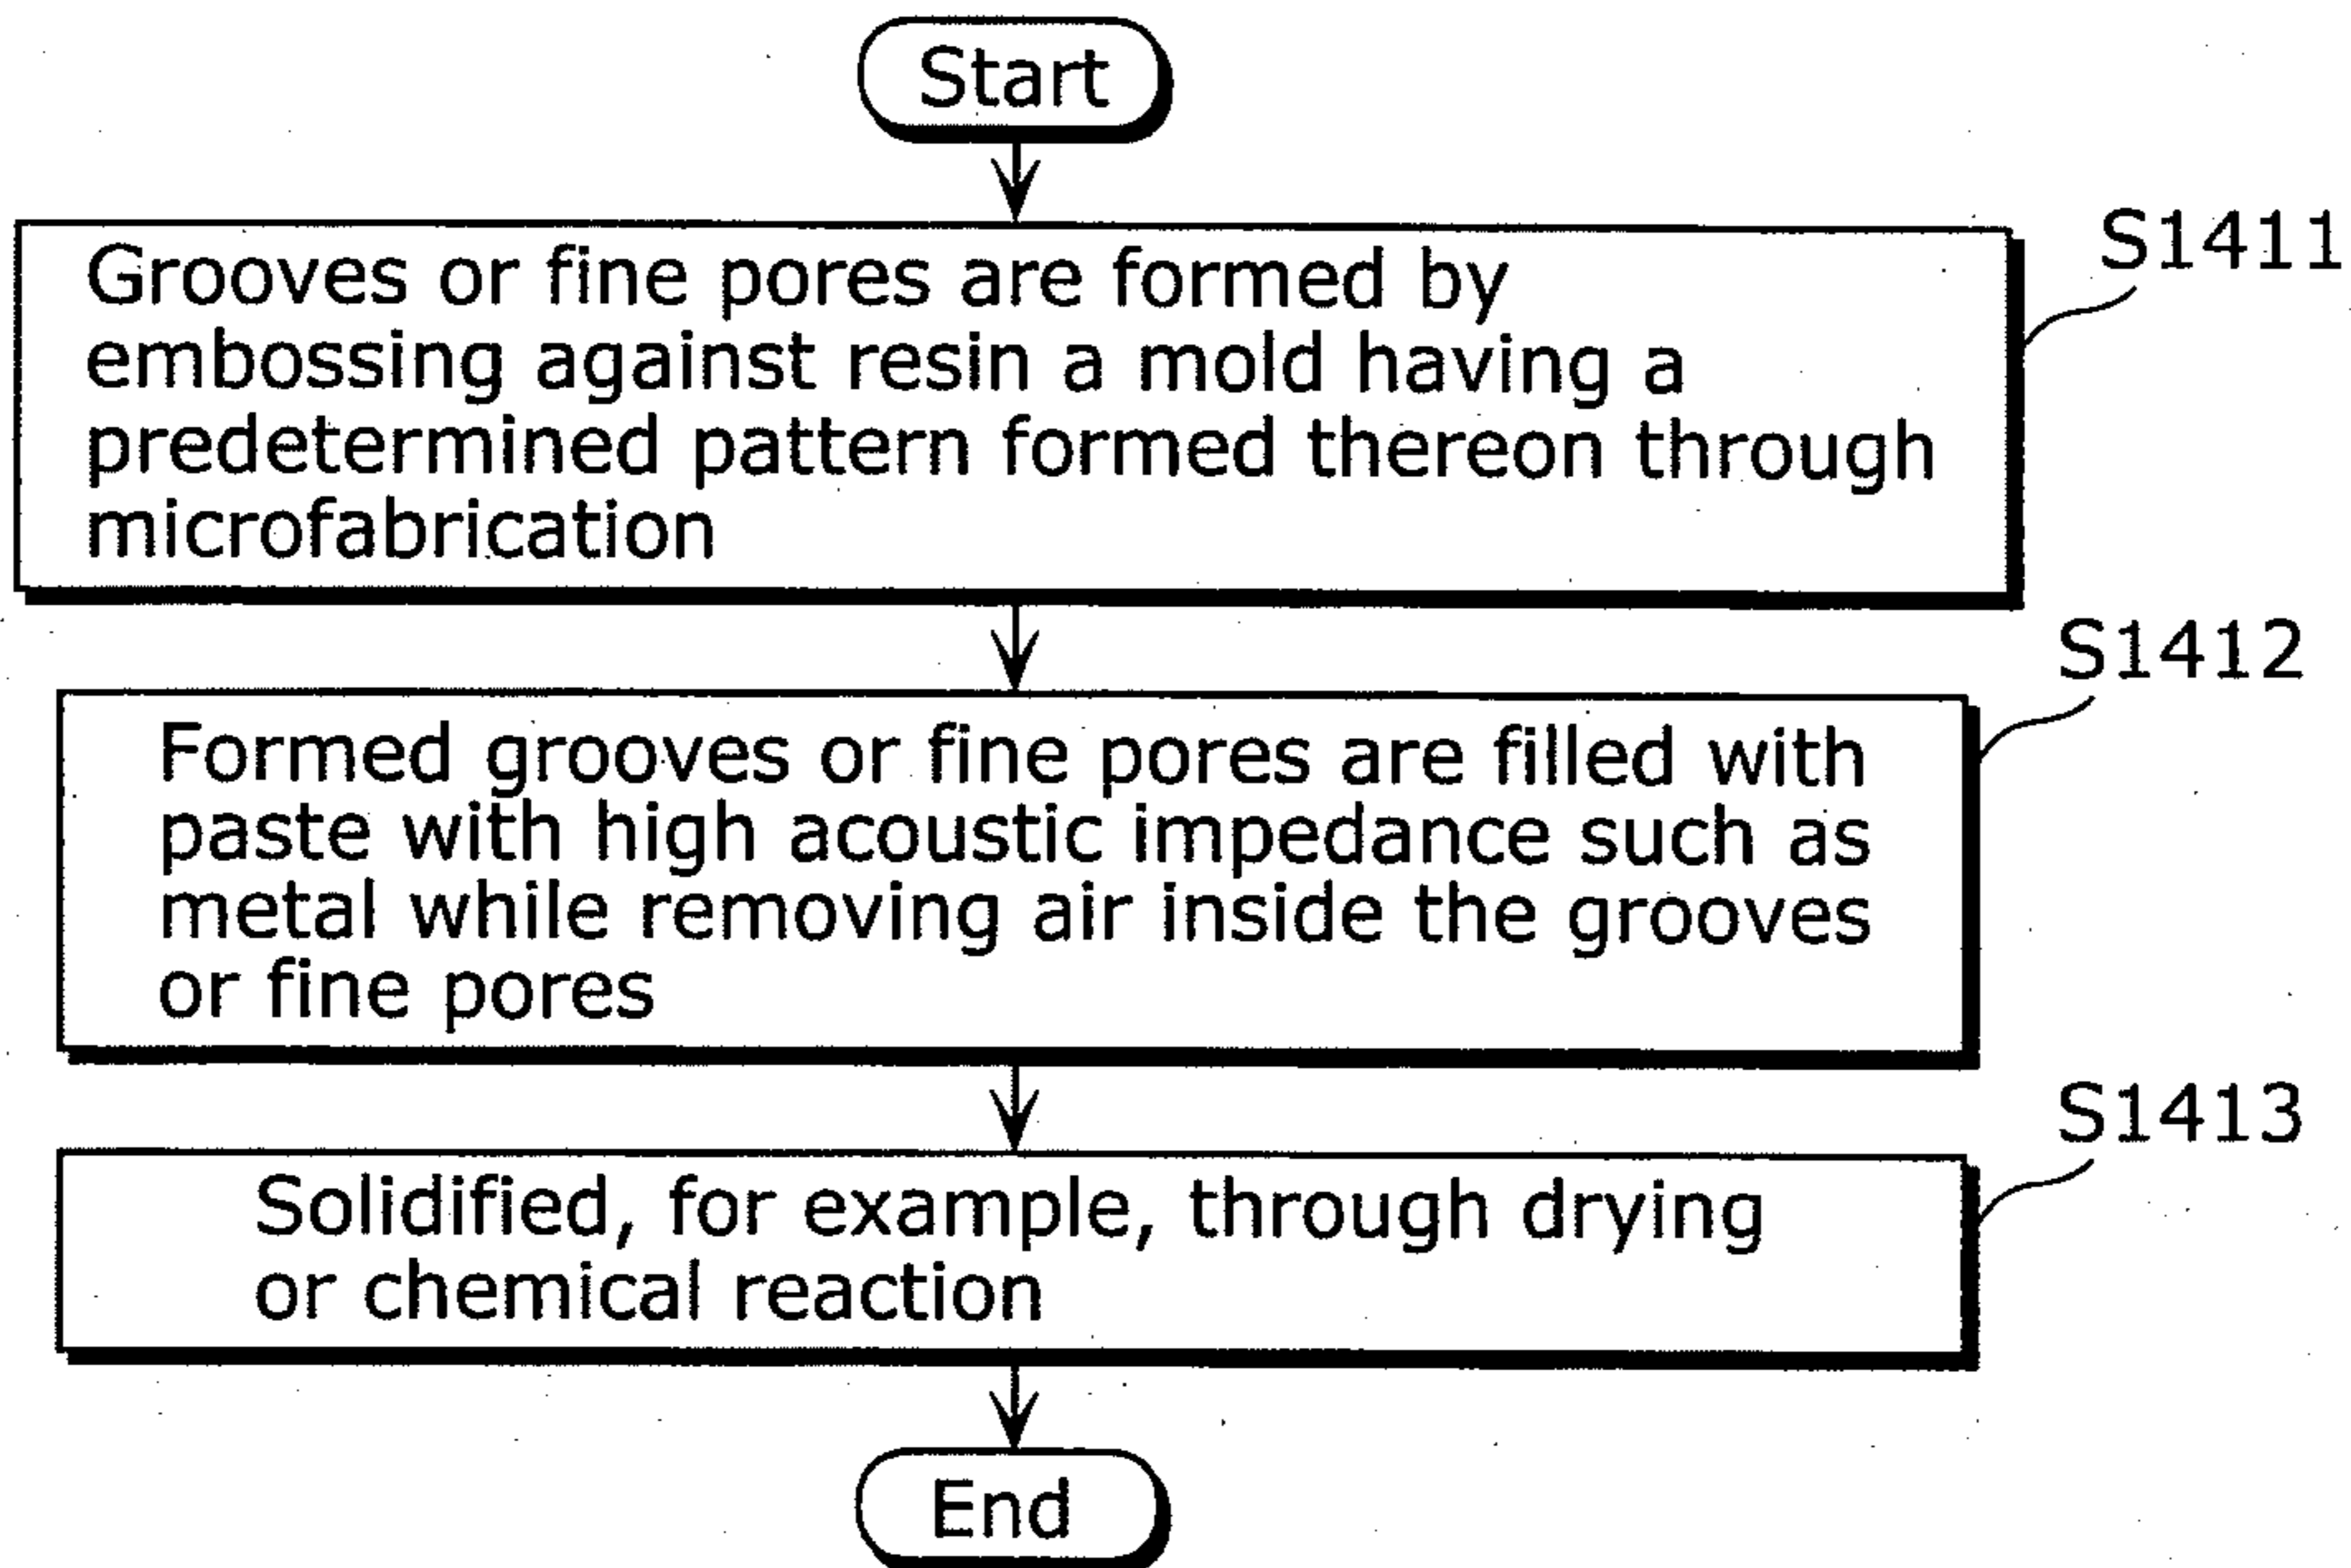 Start
S1411
Grooves or fine pores are formed by
embossing against resin a mold having a
predetermined pattern formed thereon through
microfabrication
S1412
Formed grooves or fine pores are filled with
paste with high acoustic impedance such as
metal while removing air inside the grooves
or fine pores
S1413
Solidified, for example, through drying
or chemical reaction
End